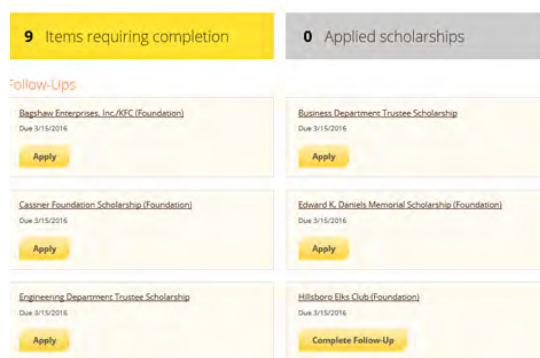 9 Items requiring completion
0 Applied scholarships
Follow-Ups
Bagshaw Enterprises, Inc./KFC (Foundation)
Due 3/15/2016
Apply
Business Department Trustee Scholarship
Due 3/15/2016
Apply
Cassner Foundation Scholarship (Foundation)
Due 3/15/2016
Apply
Edward K. Daniels Memorial Scholarship (Foundation)
Due 3/15/2016
Apply
Engineering Department Trustee Scholarship
Due 3/15/2016
Apply
Hillsboro Elks Club (Foundation)
Due 3/15/2016
Complete Follow-Up